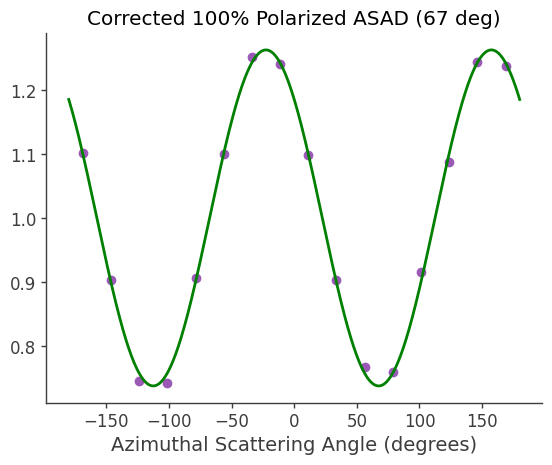 Corrected 100% Polarized ASAD (67 deg)
1.2
1.1
1.0
0.9
0.8
−150 −100 −50 0 50 100 150
Azimuthal Scattering Angle (degrees)